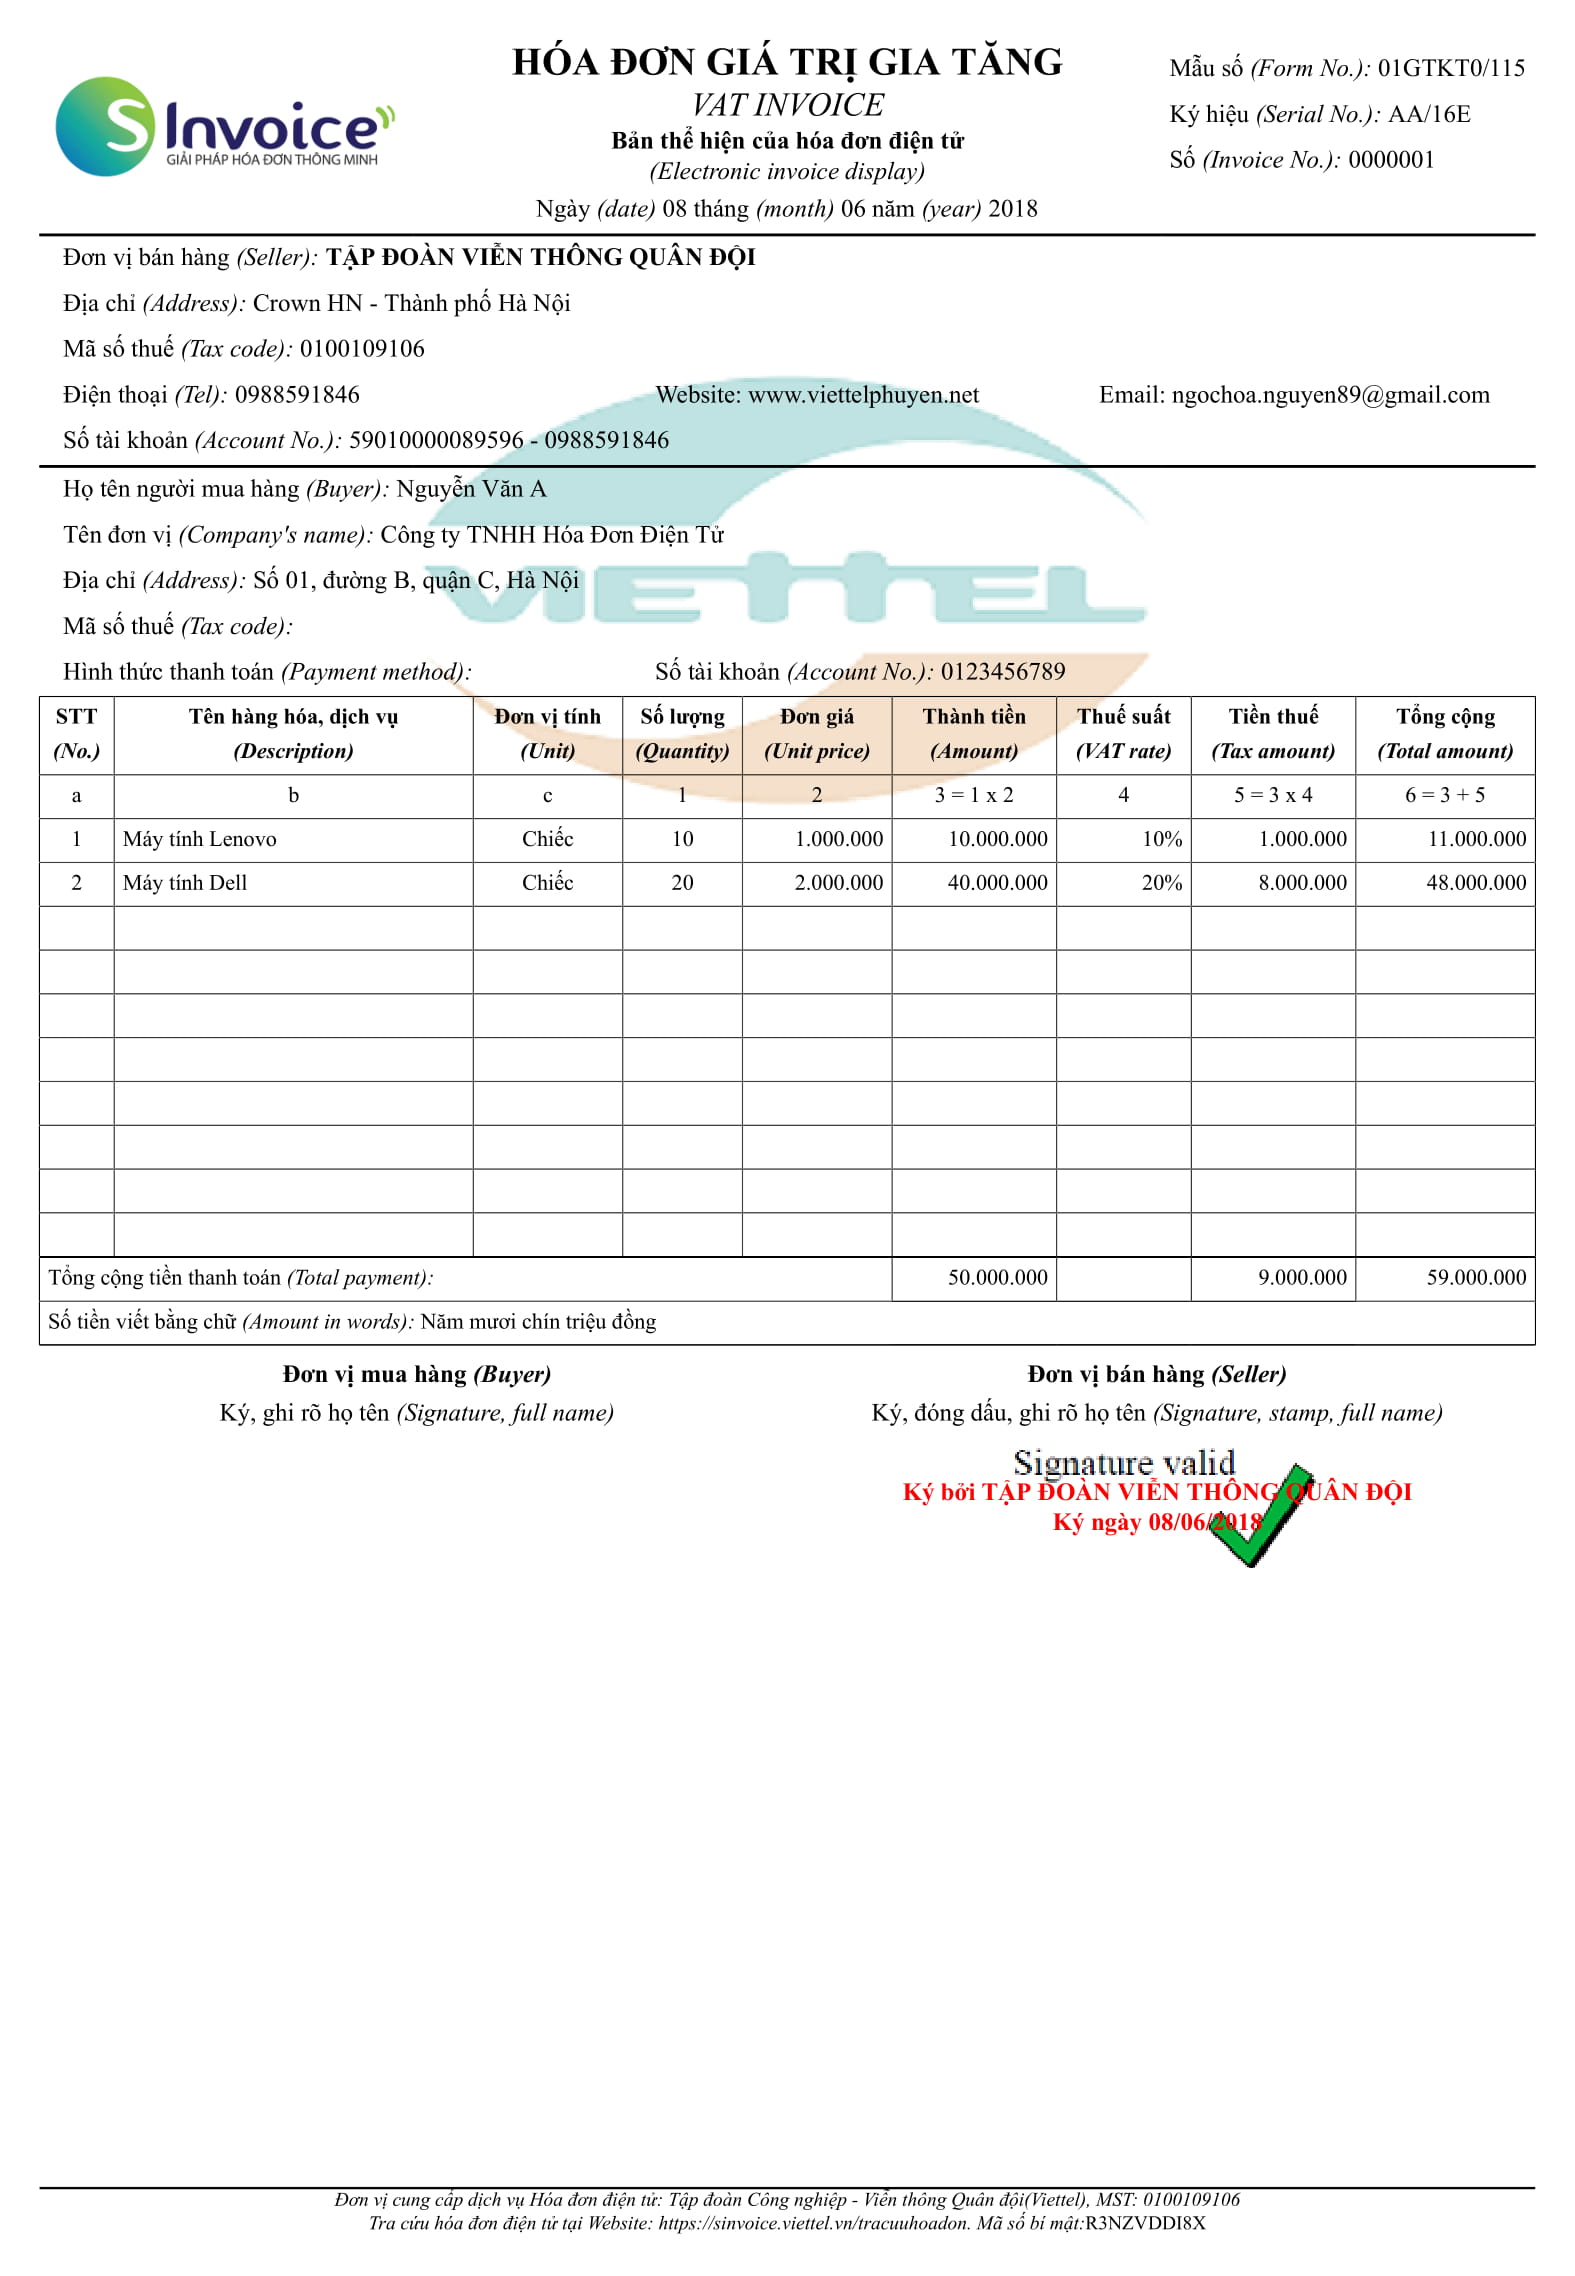 S Invoice
GIẢI PHÁP HÓA ĐƠN THÔNG MINH
HÓA ĐƠN GIÁ TRỊ GIA TĂNG
VAT INVOICE
Bản thể hiện của hóa đơn điện tử
(Electronic invoice display)
Ngày (date) 08 tháng (month) 06 năm (year) 2018
Mẫu số (Form No.): 01GTKT0/115
Ký hiệu (Serial No.): AA/16E
Số (Invoice No.): 0000001
Đơn vị bán hàng (Seller): TẬP ĐOÀN VIỄN THÔNG QUÂN ĐỘI
Địa chỉ (Address): Crown HN - Thành phố Hà Nội
Mã số thuế (Tax code): 0100109106
Điện thoại (Tel): 0988591846 Website: www.viettelphuyen.net Email: ngochoa.nguyen89@gmail.com
Số tài khoản (Account No.): 59010000089596 - 0988591846
Họ tên người mua hàng (Buyer): Nguyễn Văn A
Tên đơn vị (Company's name): Công ty TNHH Hóa Đơn Điện Tử
Địa chỉ (Address): Số 01, đường B, quận C, Hà Nội
VIETTEL
Mã số thuế (Tax code):
Hình thức thanh toán (Payment method): Số tài khoản (Account No.): 0123456789
STT Tên hàng hóa, dịch vụ Đơn vị tính Số lượng Đơn giá Thành tiền Thuế suất Tiền thuế Tổng cộng
(No.) (Description) (Unit) (Quantity) (Unit price) (Amount) (VAT rate) (Tax amount) (Total amount)
a b c 1 2 3 = 1 x 2 4 5 = 3 x 4 6 = 3 + 5
1 Máy tính Lenovo Chiếc 10 1.000.000 10.000.000 10% 1.000.000 11.000.000
2 Máy tính Dell Chiếc 20 2.000.000 40.000.000 20% 8.000.000 48.000.000
Tổng cộng tiền thanh toán (Total payment): 50.000.000 9.000.000 59.000.000
Số tiền viết bằng chữ (Amount in words): Năm mươi chín triệu đồng
Đơn vị mua hàng (Buyer) Đơn vị bán hàng (Seller)
Ký, ghi rõ họ tên (Signature, full name) Ký, đóng dấu, ghi rõ họ tên (Signature, stamp, full name)
Signature valid
Ký bởi TẬP ĐOÀN VIỄN THÔNG QUÂN ĐỘI
Ký ngày 08/06/2018
Đơn vị cung cấp dịch vụ Hóa đơn điện tử: Tập đoàn Công nghiệp - Viễn thông Quân đội(Viettel), MST: 0100109106
Tra cứu hóa đơn điện tử tại Website: https://sinvoice.viettel.vn/tracuuhoadon. Mã số bí mật:R3NZVDDI8X